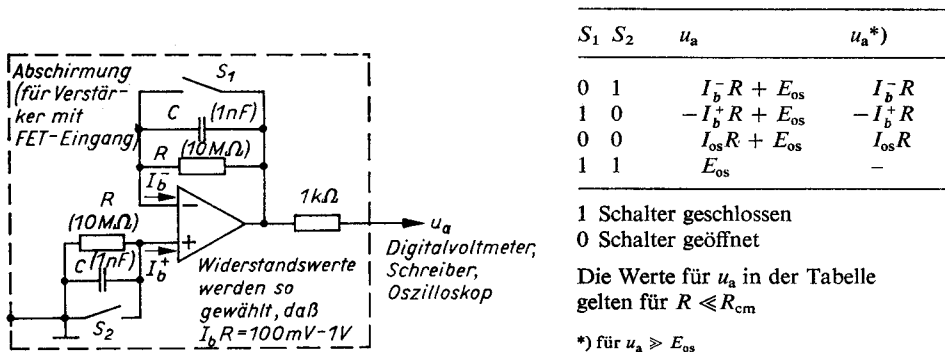 Abschirmung
(für Verstär-
ker mit
FET-Eingang)
S₁
C (1nF)
R (10MΩ)
I_b^-
−
+
R
(10MΩ)
C (1nF)
I_b^+
S₂
1kΩ
u_a
Digitalvoltmeter,
Schreiber,
Oszilloskop
Widerstandswerte
werden so
gewählt, daß
I_b R = 100mV - 1V
S₁ S₂ u_a u_a*)
0 1 I_b^- R + E_os I_b^- R
1 0 −I_b^+ R + E_os −I_b^+ R
0 0 I_os R + E_os I_os R
1 1 E_os −
1 Schalter geschlossen
0 Schalter geöffnet
Die Werte für u_a in der Tabelle
gelten für R ≪ R_cm
*) für u_a ≫ E_os